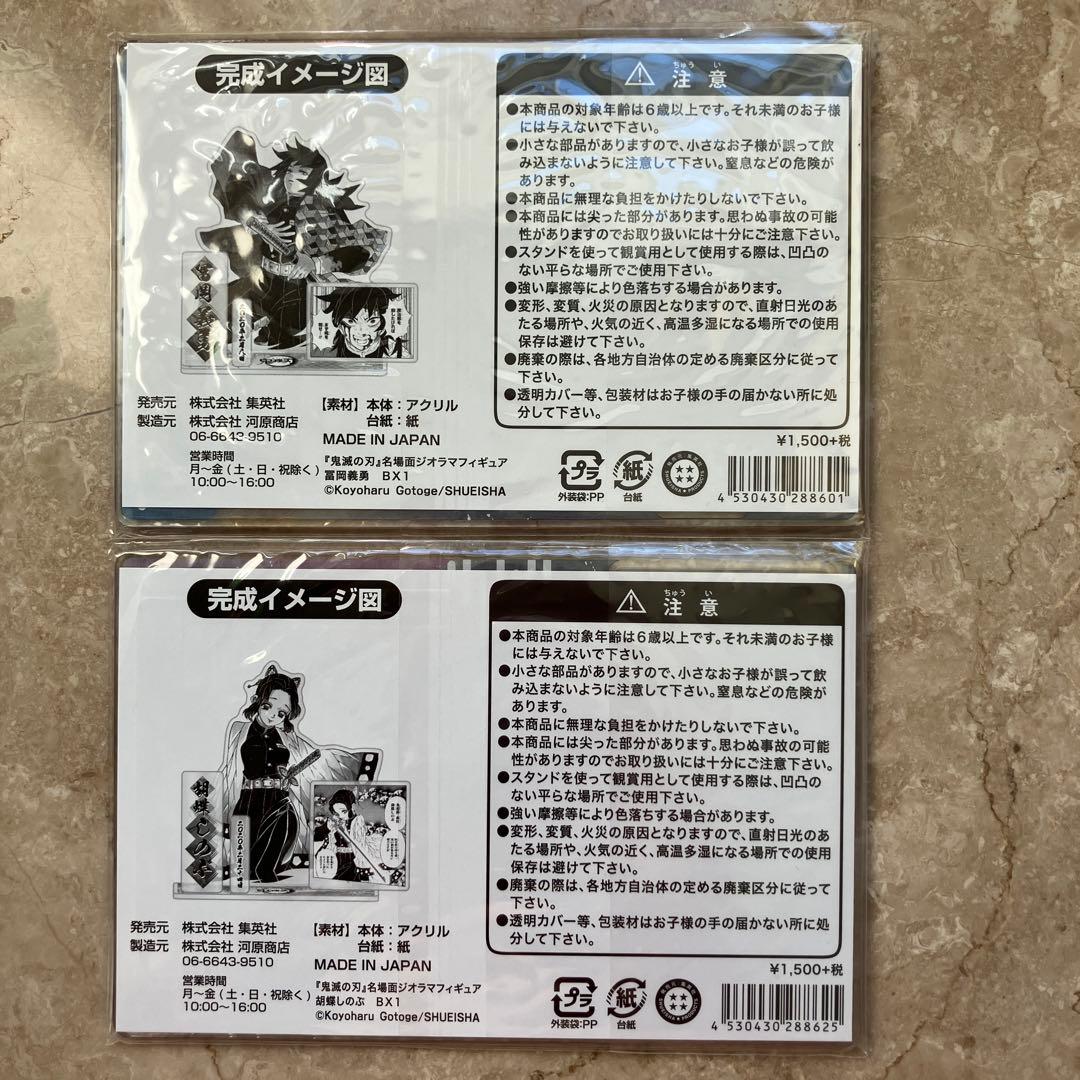 完成イメージ図
冨岡義勇
ちゅう い
⚠ 注意
●本商品の対象年齢は6歳以上です。それ未満のお子様
には与えないで下さい。
●小さな部品がありますので、小さなお子様が誤って飲
み込まないように注意して下さい。窒息などの危険が
あります。
●本商品に無理な負担をかけたりしないで下さい。
●本商品には尖った部分があります。思わぬ事故の可能
性がありますのでお取り扱いには十分にご注意下さい。
●スタンドを使って観賞用として使用する際は、凹凸の
ない平らな場所でご使用下さい。
●強い摩擦等により色落ちする場合があります。
●変形、変質、火災の原因となりますので、直射日光のあ
たる場所や、火気の近く、高温多湿になる場所での使用
保存は避けて下さい。
●廃棄の際は、各地方自治体の定める廃棄区分に従って
下さい。
●透明カバー等、包装材はお子様の手の届かない所に処
分して下さい。
発売元 株式会社 集英社
製造元 株式会社 河原商店
06-6643-9510
営業時間
月〜金(土・日・祝除く)
10:00〜16:00
【素材】本体：アクリル
台紙：紙
MADE IN JAPAN
『鬼滅の刃』名場面ジオラマフィギュア
冨岡義勇 BX1
©Koyoharu Gotoge/SHUEISHA
¥1,500+税
プラ
外装袋:PP
紙
台紙
4 530430 288601
完成イメージ図
胡蝶しのぶ
ちゅう い
⚠ 注意
●本商品の対象年齢は6歳以上です。それ未満のお子様
には与えないで下さい。
●小さな部品がありますので、小さなお子様が誤って飲
み込まないように注意して下さい。窒息などの危険が
あります。
●本商品に無理な負担をかけたりしないで下さい。
●本商品には尖った部分があります。思わぬ事故の可能
性がありますのでお取り扱いには十分にご注意下さい。
●スタンドを使って観賞用として使用する際は、凹凸の
ない平らな場所でご使用下さい。
●強い摩擦等により色落ちする場合があります。
●変形、変質、火災の原因となりますので、直射日光のあ
たる場所や、火気の近く、高温多湿になる場所での使用
保存は避けて下さい。
●廃棄の際は、各地方自治体の定める廃棄区分に従って
下さい。
●透明カバー等、包装材はお子様の手の届かない所に処
分して下さい。
発売元 株式会社 集英社
製造元 株式会社 河原商店
06-6643-9510
営業時間
月〜金(土・日・祝除く)
10:00〜16:00
【素材】本体：アクリル
台紙：紙
MADE IN JAPAN
『鬼滅の刃』名場面ジオラマフィギュア
胡蝶しのぶ BX1
©Koyoharu Gotoge/SHUEISHA
¥1,500+税
プラ
外装袋:PP
紙
台紙
4 530430 288625